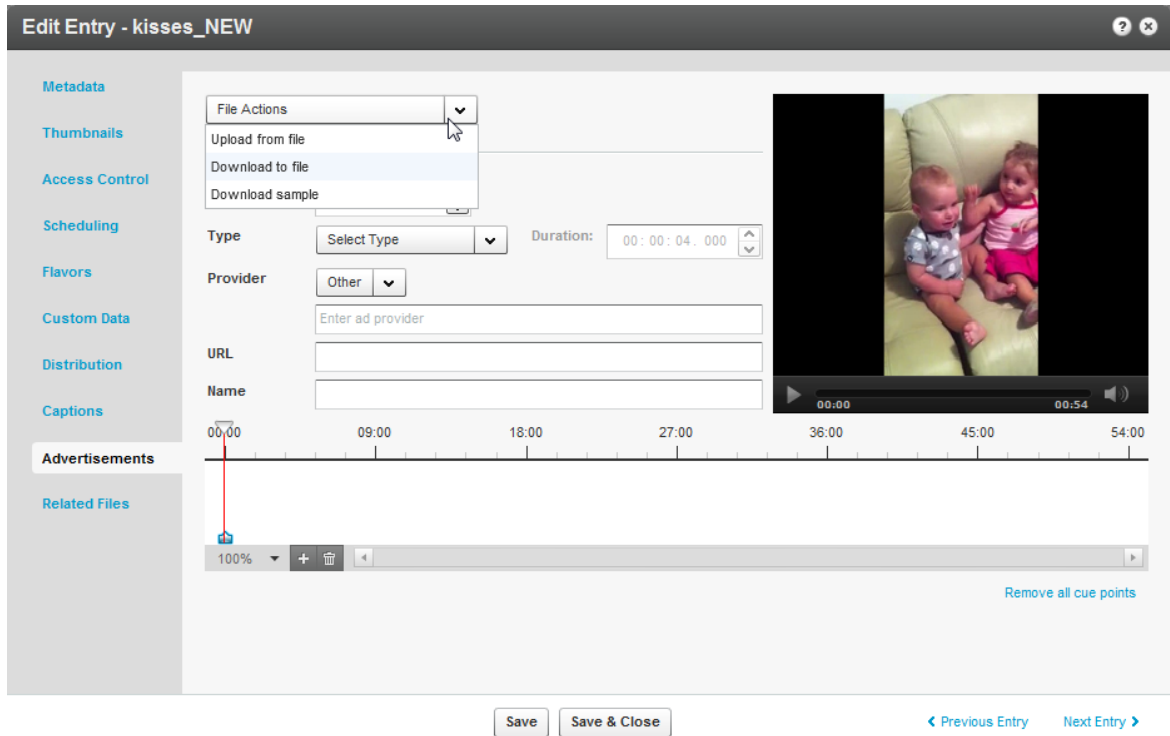 Edit Entry - kisses_NEW
Metadata
Thumbnails
Access Control
Scheduling
Flavors
Custom Data
Distribution
Captions
Advertisements
Related Files
File Actions
Upload from file
Download to file
Download sample
Type
Select Type
Duration:
00: 00: 04. 000
Provider
Other
Enter ad provider
URL
Name
00:00
00:54
00:00 09:00 18:00 27:00 36:00 45:00 54:00
100%
Remove all cue points
Save
Save & Close
Previous Entry
Next Entry